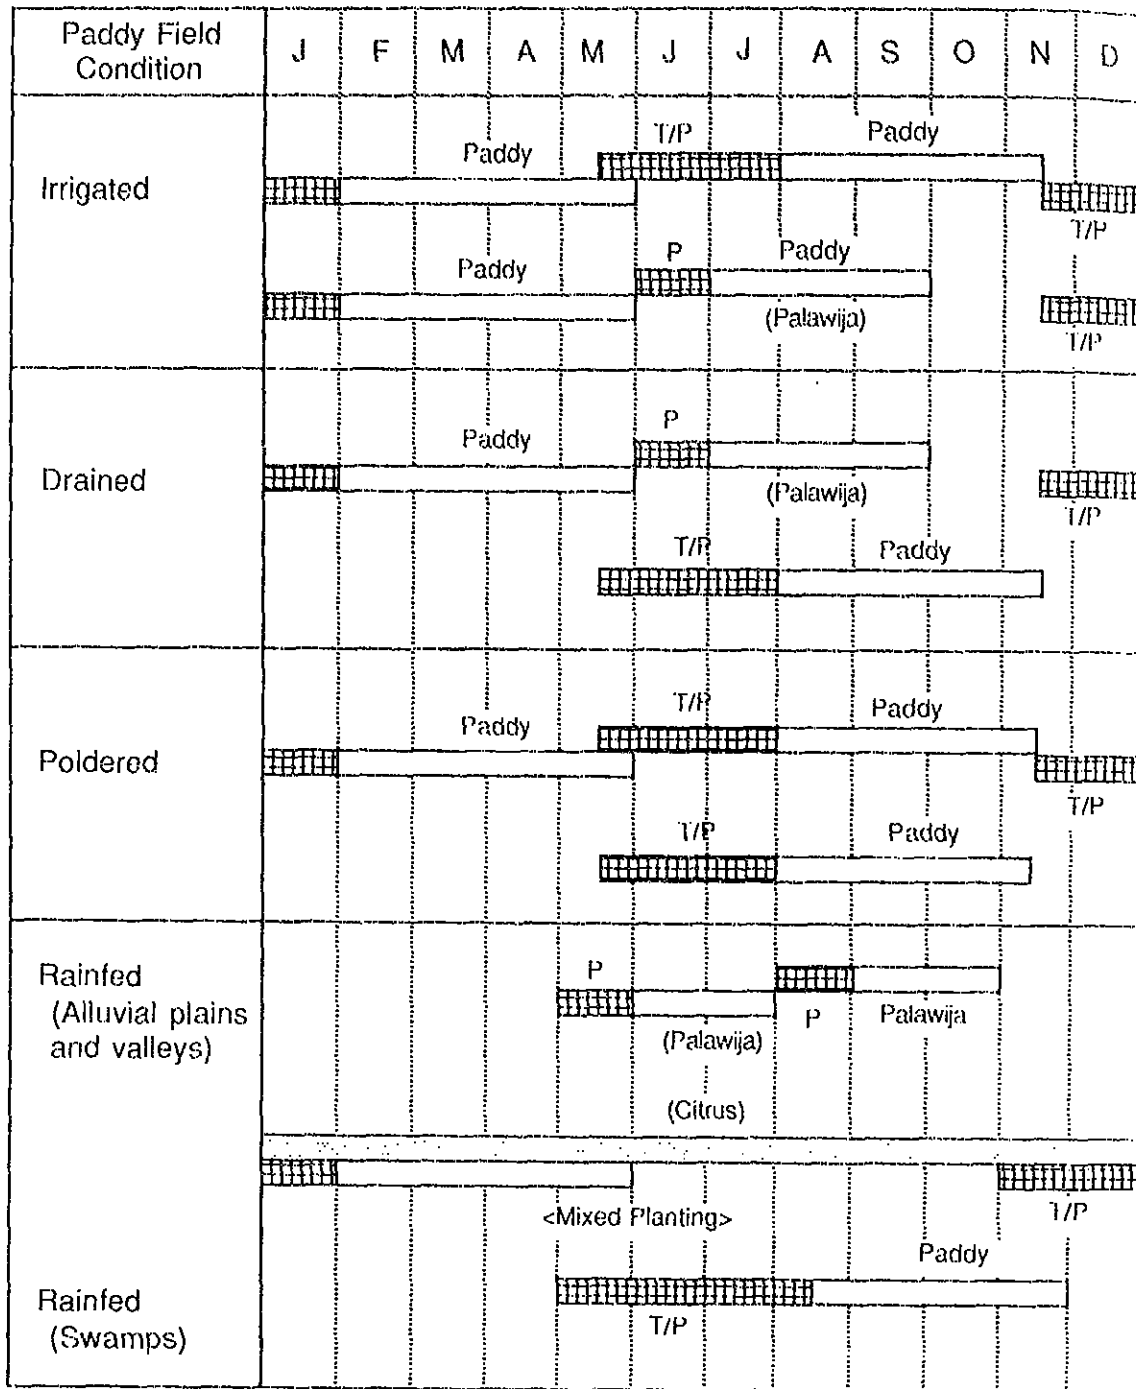 Paddy Field Condition J F M A M J J A S O N D
T/P Paddy
Paddy
Irrigated
T/P
P Paddy
Paddy
(Palawija)
T/P
P
Paddy
Drained
(Palawija)
T/P
T/P Paddy
T/P Paddy
Paddy
Poldered
T/P
T/P Paddy
Rainfed
(Alluvial plains
and valleys)
P
P Palawija
(Palawija)
(Citrus)
T/P
<Mixed Planting>
Paddy
Rainfed
(Swamps)
T/P